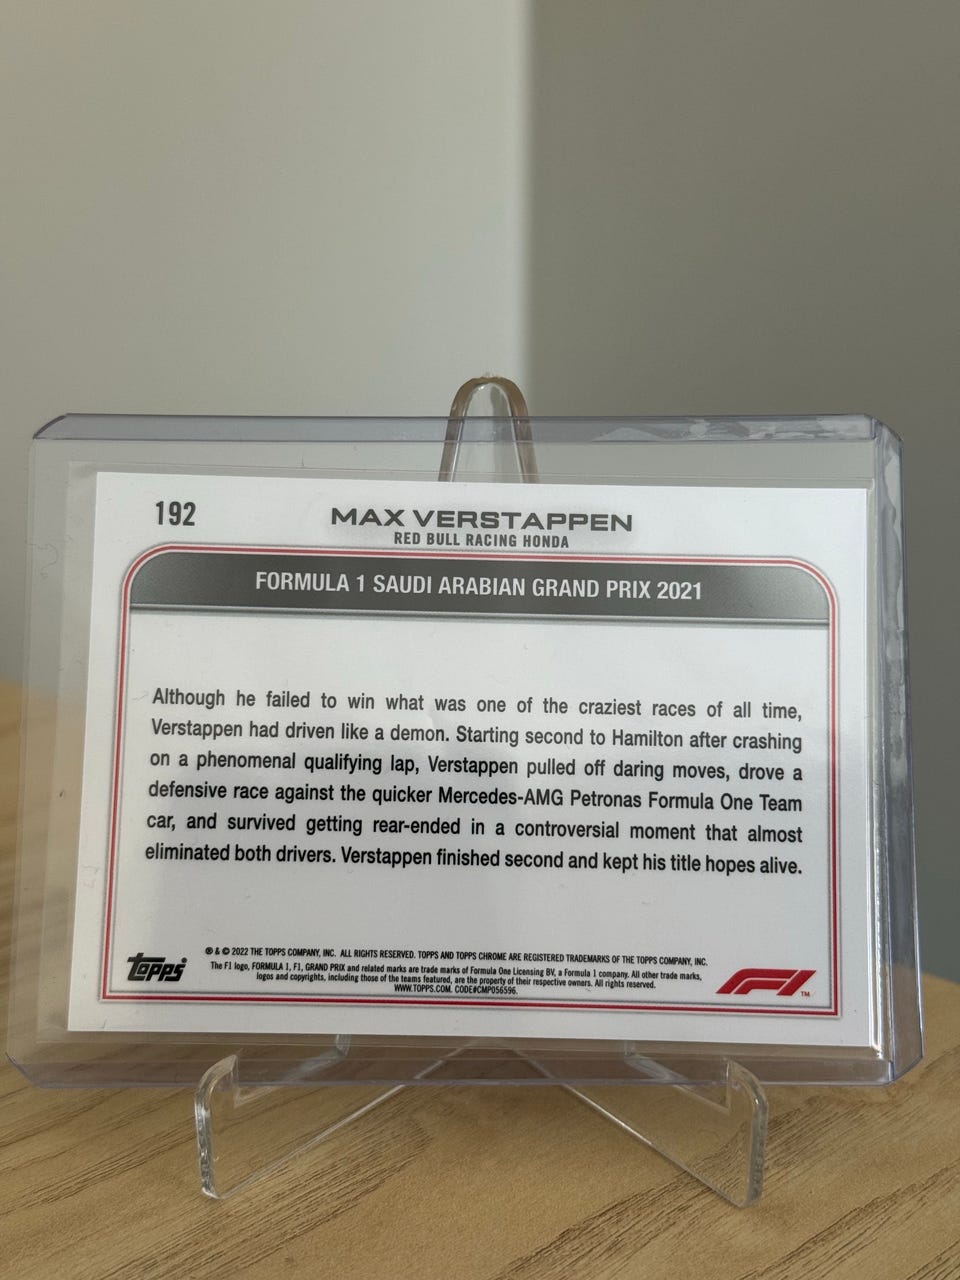 192
MAX VERSTAPPEN
RED BULL RACING HONDA
FORMULA 1 SAUDI ARABIAN GRAND PRIX 2021
Although he failed to win what was one of the craziest races of all time,
Verstappen had driven like a demon. Starting second to Hamilton after crashing
on a phenomenal qualifying lap, Verstappen pulled off daring moves, drove a
defensive race against the quicker Mercedes-AMG Petronas Formula One Team
car, and survived getting rear-ended in a controversial moment that almost
eliminated both drivers. Verstappen finished second and kept his title hopes alive.
topps
® & © 2022 THE TOPPS COMPANY, INC. ALL RIGHTS RESERVED. TOPPS AND TOPPS CHROME ARE REGISTERED TRADEMARKS OF THE TOPPS COMPANY, INC.
The F1 logo, FORMULA 1, F1, GRAND PRIX and related marks are trade marks of Formula One Licensing BV, a Formula 1 company. All other trade marks,
logos and copyrights, including those of the teams featured, are the property of their respective owners. All rights reserved.
WWW.TOPPS.COM. CODE#CMP056596.
F1 ™